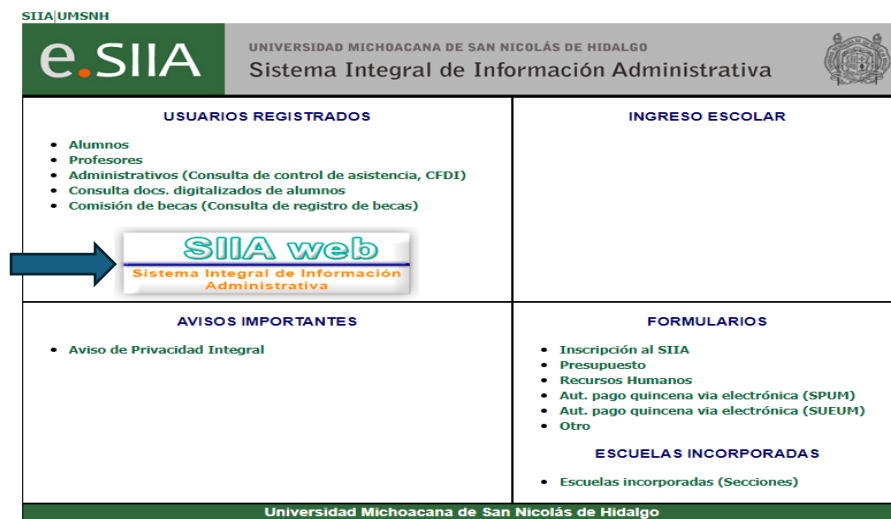 SIIA|UMSNH
e.SIIA
UNIVERSIDAD MICHOACANA DE SAN NICOLÁS DE HIDALGO
Sistema Integral de Información Administrativa
USUARIOS REGISTRADOS
Alumnos
Profesores
Administrativos (Consulta de control de asistencia, CFDI)
Consulta docs. digitalizados de alumnos
Comisión de becas (Consulta de registro de becas)
SIIA web
Sistema Integral de Información
Administrativa
INGRESO ESCOLAR
AVISOS IMPORTANTES
Aviso de Privacidad Integral
FORMULARIOS
Inscripción al SIIA
Presupuesto
Recursos Humanos
Aut. pago quincena via electrónica (SPUM)
Aut. pago quincena via electrónica (SUEUM)
Otro
ESCUELAS INCORPORADAS
Escuelas incorporadas (Secciones)
Universidad Michoacana de San Nicolás de Hidalgo